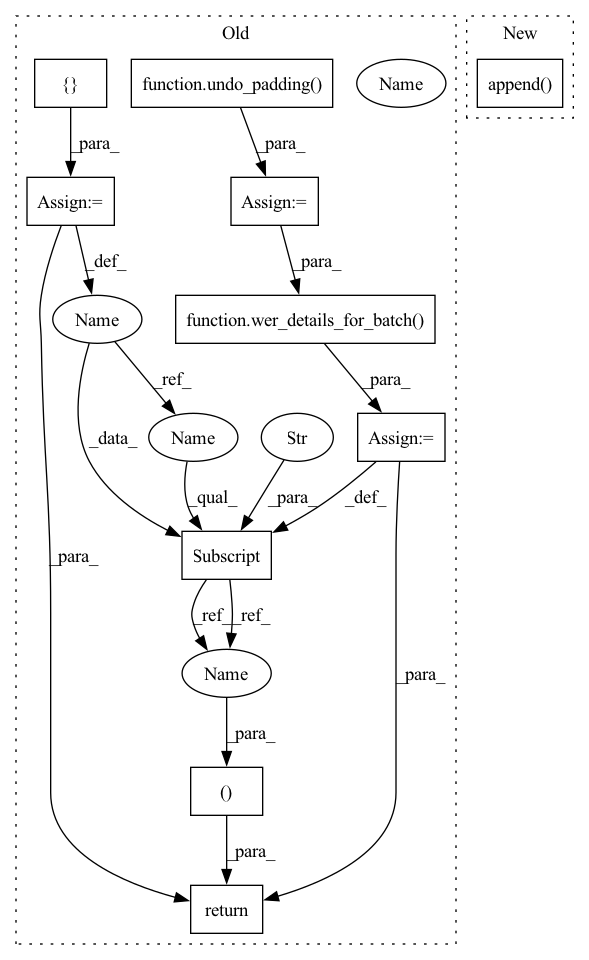 Old
New
{}
function.undo_padding()
Name
append()
_para_
_para_
Assign:=
Assign:=
_def_
_para_
Name
function.wer_details_for_batch()
_ref_
_para_
_data_
Name
Str
Assign:=
_qual_
_para_
_def_
_para_
Subscript
_ref_
_ref_
Name
_para_
_para_
()
_para_
return